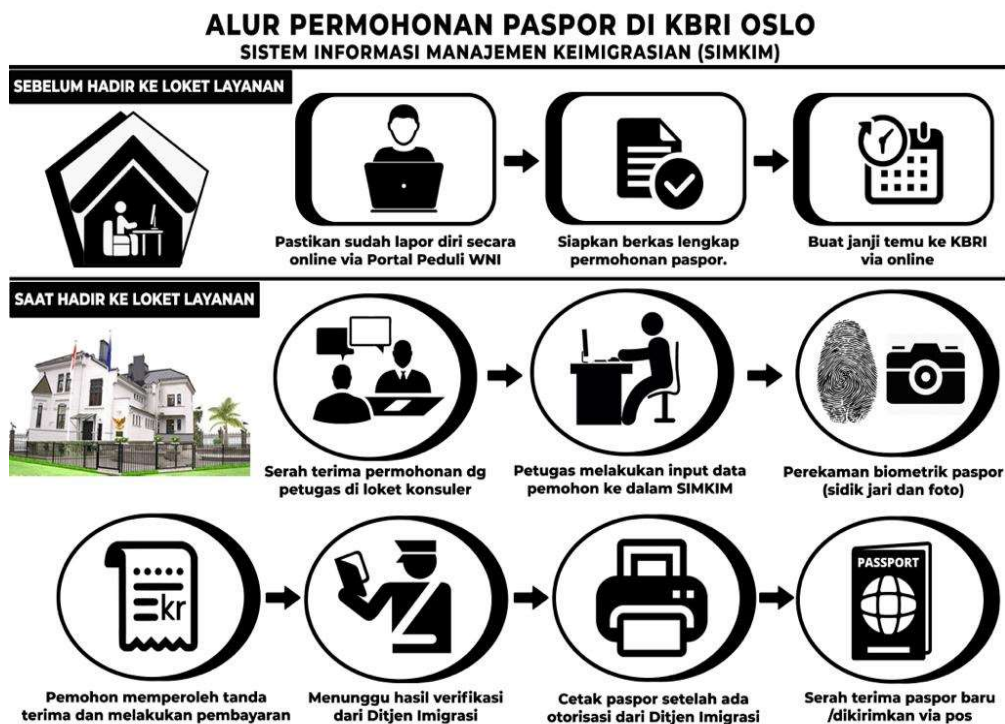 ALUR PERMOHONAN PASPOR DI KBRI OSLO
SISTEM INFORMASI MANAJEMEN KEIMIGRASIAN (SIMKIM)
SEBELUM HADIR KE LOKET LAYANAN
Pastikan sudah lapor diri secara
online via Portal Peduli WNI
Siapkan berkas lengkap
permohonan paspor.
Buat janji temu ke KBRI
via online
SAAT HADIR KE LOKET LAYANAN
Serah terima permohonan dg
petugas di loket konsuler
Petugas melakukan input data
pemohon ke dalam SIMKIM
Perekaman biometrik paspor
(sidik jari dan foto)
kr
PASSPORT
Pemohon memperoleh tanda
terima dan melakukan pembayaran
Menunggu hasil verifikasi
dari Ditjen Imigrasi
Cetak paspor setelah ada
otorisasi dari Ditjen Imigrasi
Serah terima paspor baru
/dikirimkan via pos